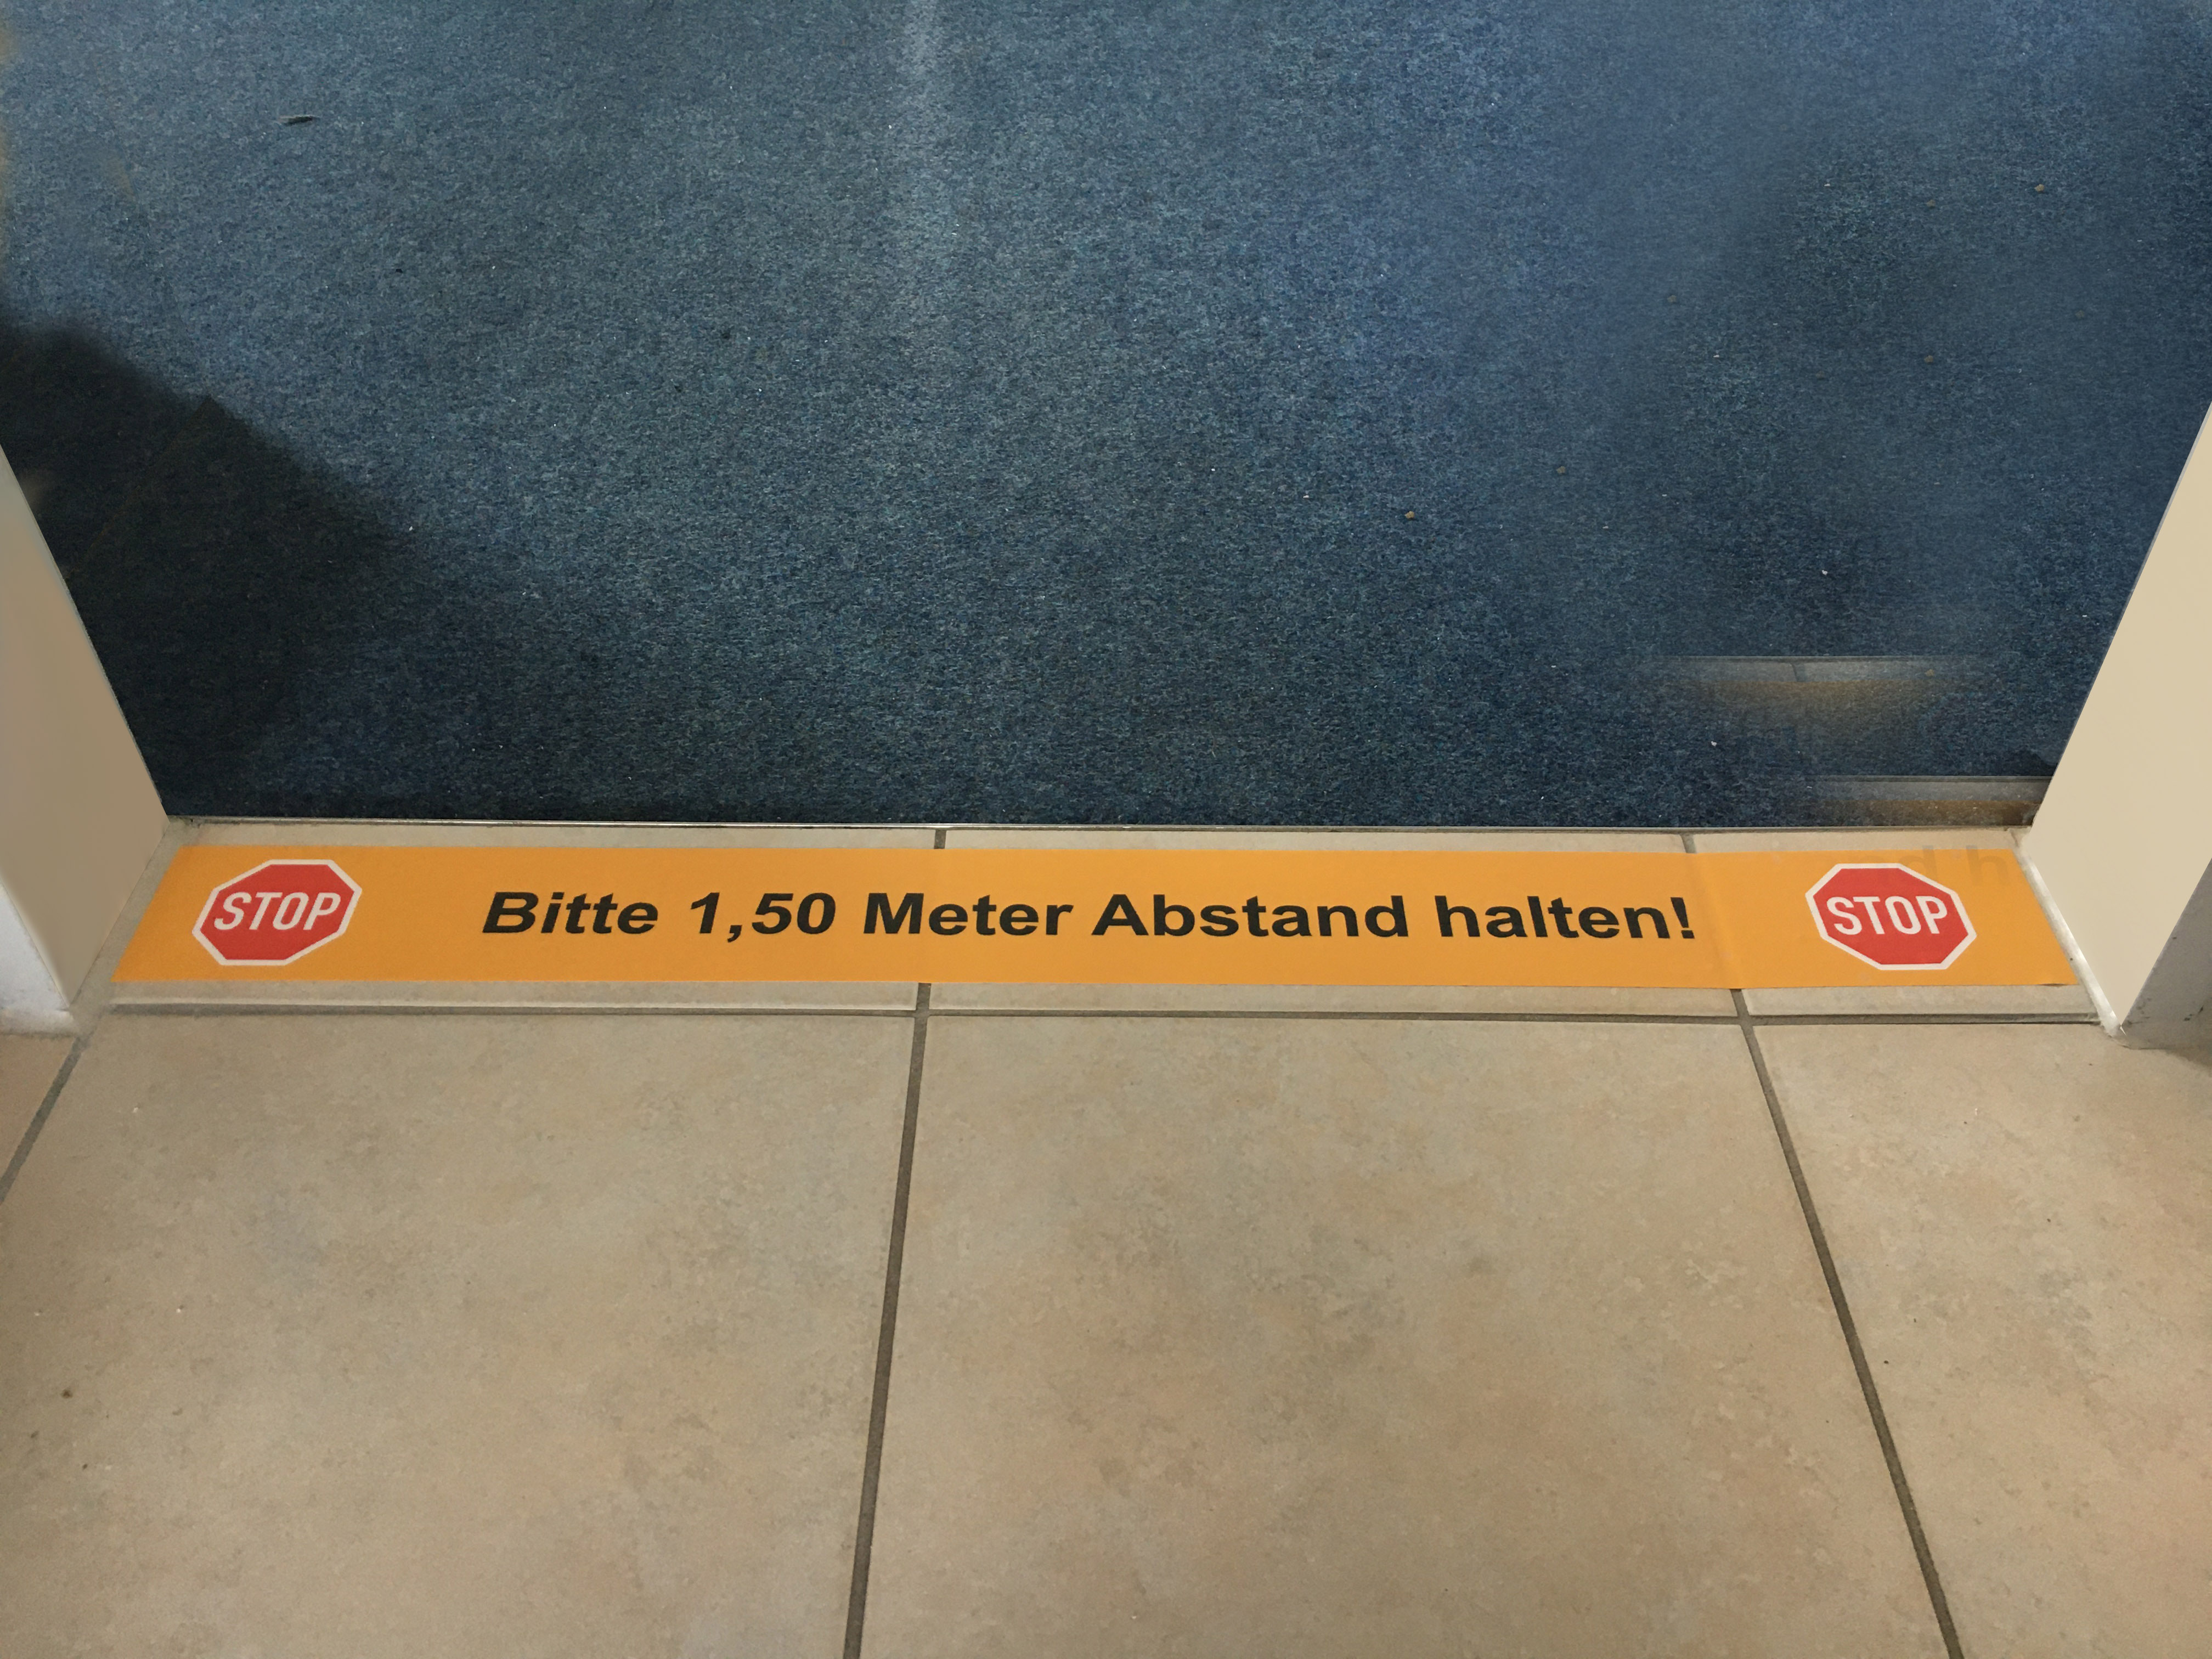 STOP Bitte 1,50 Meter Abstand halten! STOP